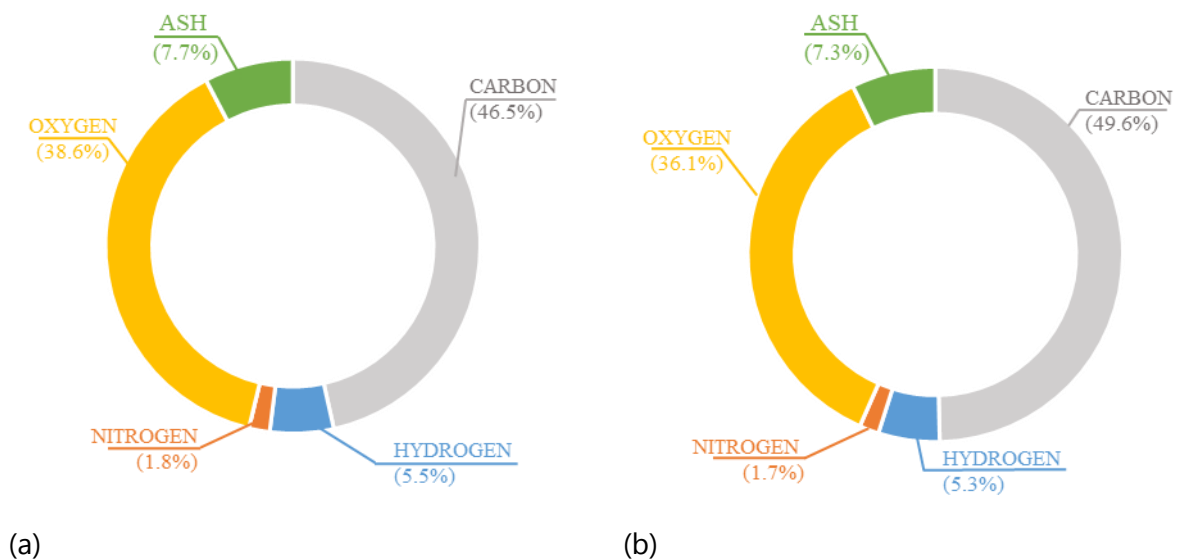 ASH
(7.7%)
CARBON
(46.5%)
OXYGEN
(38.6%)
NITROGEN
(1.8%)
HYDROGEN
(5.5%)
(a)
ASH
(7.3%)
CARBON
(49.6%)
OXYGEN
(36.1%)
NITROGEN
(1.7%)
HYDROGEN
(5.3%)
(b)